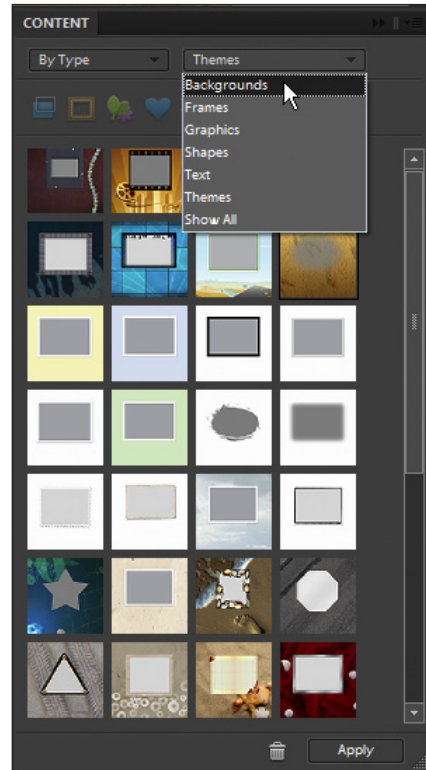 CONTENT
By Type
Themes
Backgrounds
Frames
Graphics
Shapes
Text
Themes
Show All
Apply